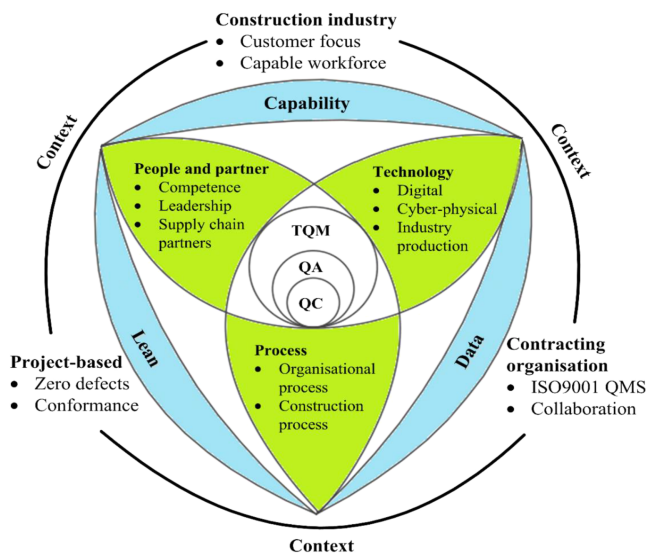 Construction industry
• Customer focus
• Capable workforce
Capability
Context
Context
People and partner
• Competence
• Leadership
• Supply chain
partners
Technology
• Digital
• Cyber-physical
• Industry
production
TQM
QA
QC
Lean
Data
Project-based
• Zero defects
• Conformance
Process
• Organisational
process
• Construction
process
Contracting
organisation
• ISO9001 QMS
• Collaboration
Context